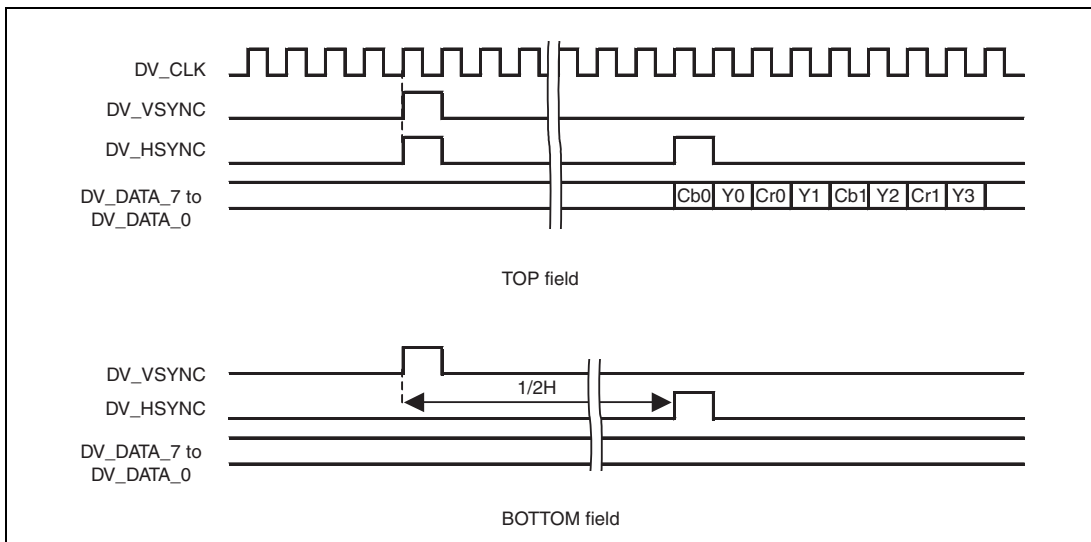 DV_CLK
DV_VSYNC
DV_HSYNC
DV_DATA_7 to
DV_DATA_0
Cb0 Y0 Cr0 Y1 Cb1 Y2 Cr1 Y3
TOP field
DV_VSYNC
1/2H
DV_HSYNC
DV_DATA_7 to
DV_DATA_0
BOTTOM field